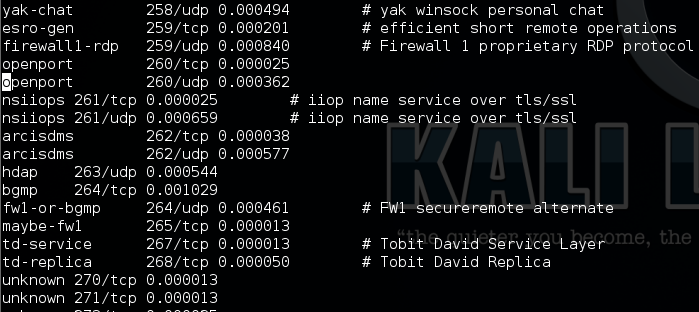 yak-chat 258/udp 0.000494 # yak winsock personal chat
esro-gen 259/tcp 0.000201 # efficient short remote operations
firewall1-rdp 259/udp 0.000840 # Firewall 1 proprietary RDP protocol
openport 260/tcp 0.000025
openport 260/udp 0.000362
nsiiops 261/tcp 0.000025 # iiop name service over tls/ssl
nsiiops 261/udp 0.000659 # iiop name service over tls/ssl
arcisdms 262/tcp 0.000038
arcisdms 262/udp 0.000577
hdap 263/udp 0.000544
bgmp 264/tcp 0.001029
fw1-or-bgmp 264/udp 0.000461 # FW1 secureremote alternate
maybe-fw1 265/tcp 0.000013
td-service 267/tcp 0.000013 # Tobit David Service Layer
td-replica 268/tcp 0.000050 # Tobit David Replica
unknown 270/tcp 0.000013
unknown 271/tcp 0.000013
KALI L
"the quieter you become, the